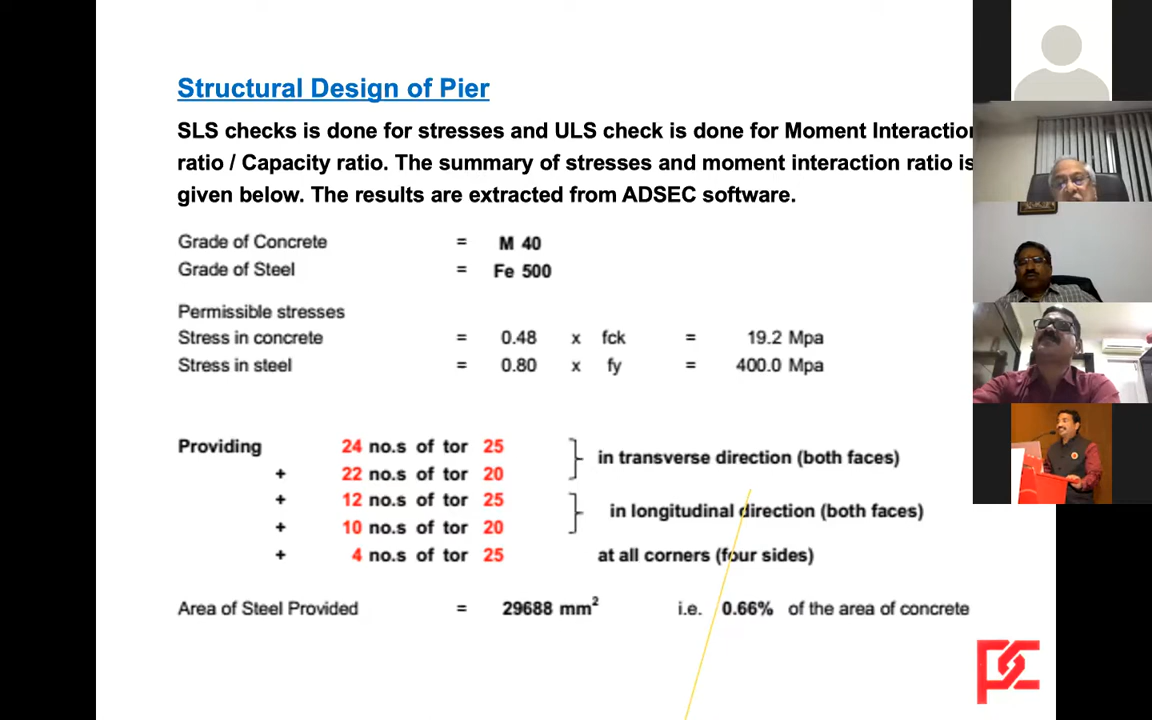 Structural Design of Pier
SLS checks is done for stresses and ULS check is done for Moment Interaction
ratio / Capacity ratio. The summary of stresses and moment interaction ratio is
given below. The results are extracted from ADSEC software.
Grade of Concrete = M 40
Grade of Steel = Fe 500
Permissible stresses
Stress in concrete = 0.48 x fck = 19.2 Mpa
Stress in steel = 0.80 x fy = 400.0 Mpa
Providing 24 no.s of tor 25
+ 22 no.s of tor 20
in transverse direction (both faces)
+ 12 no.s of tor 25
+ 10 no.s of tor 20
in longitudinal direction (both faces)
+ 4 no.s of tor 25 at all corners (four sides)
Area of Steel Provided = 29688 mm² i.e. 0.66% of the area of concrete